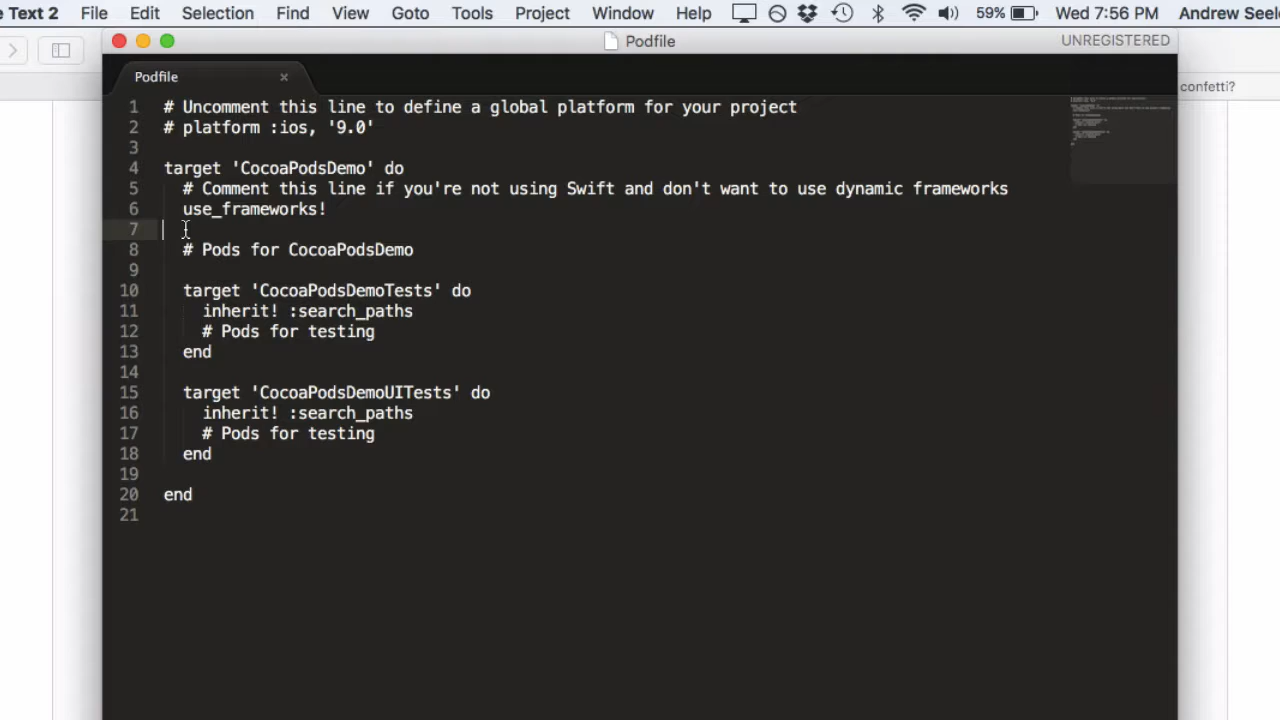 e Text 2 File Edit Selection Find View Goto Tools Project Window Help 59% Wed 7:56 PM Andrew Seele
Podfile UNREGISTERED
Podfile × confetti?
1 # Uncomment this line to define a global platform for your project
2 # platform :ios, '9.0'
3
4 target 'CocoaPodsDemo' do
5 # Comment this line if you're not using Swift and don't want to use dynamic frameworks
6 use_frameworks!
7
8 # Pods for CocoaPodsDemo
9
10 target 'CocoaPodsDemoTests' do
11 inherit! :search_paths
12 # Pods for testing
13 end
14
15 target 'CocoaPodsDemoUITests' do
16 inherit! :search_paths
17 # Pods for testing
18 end
19
20 end
21